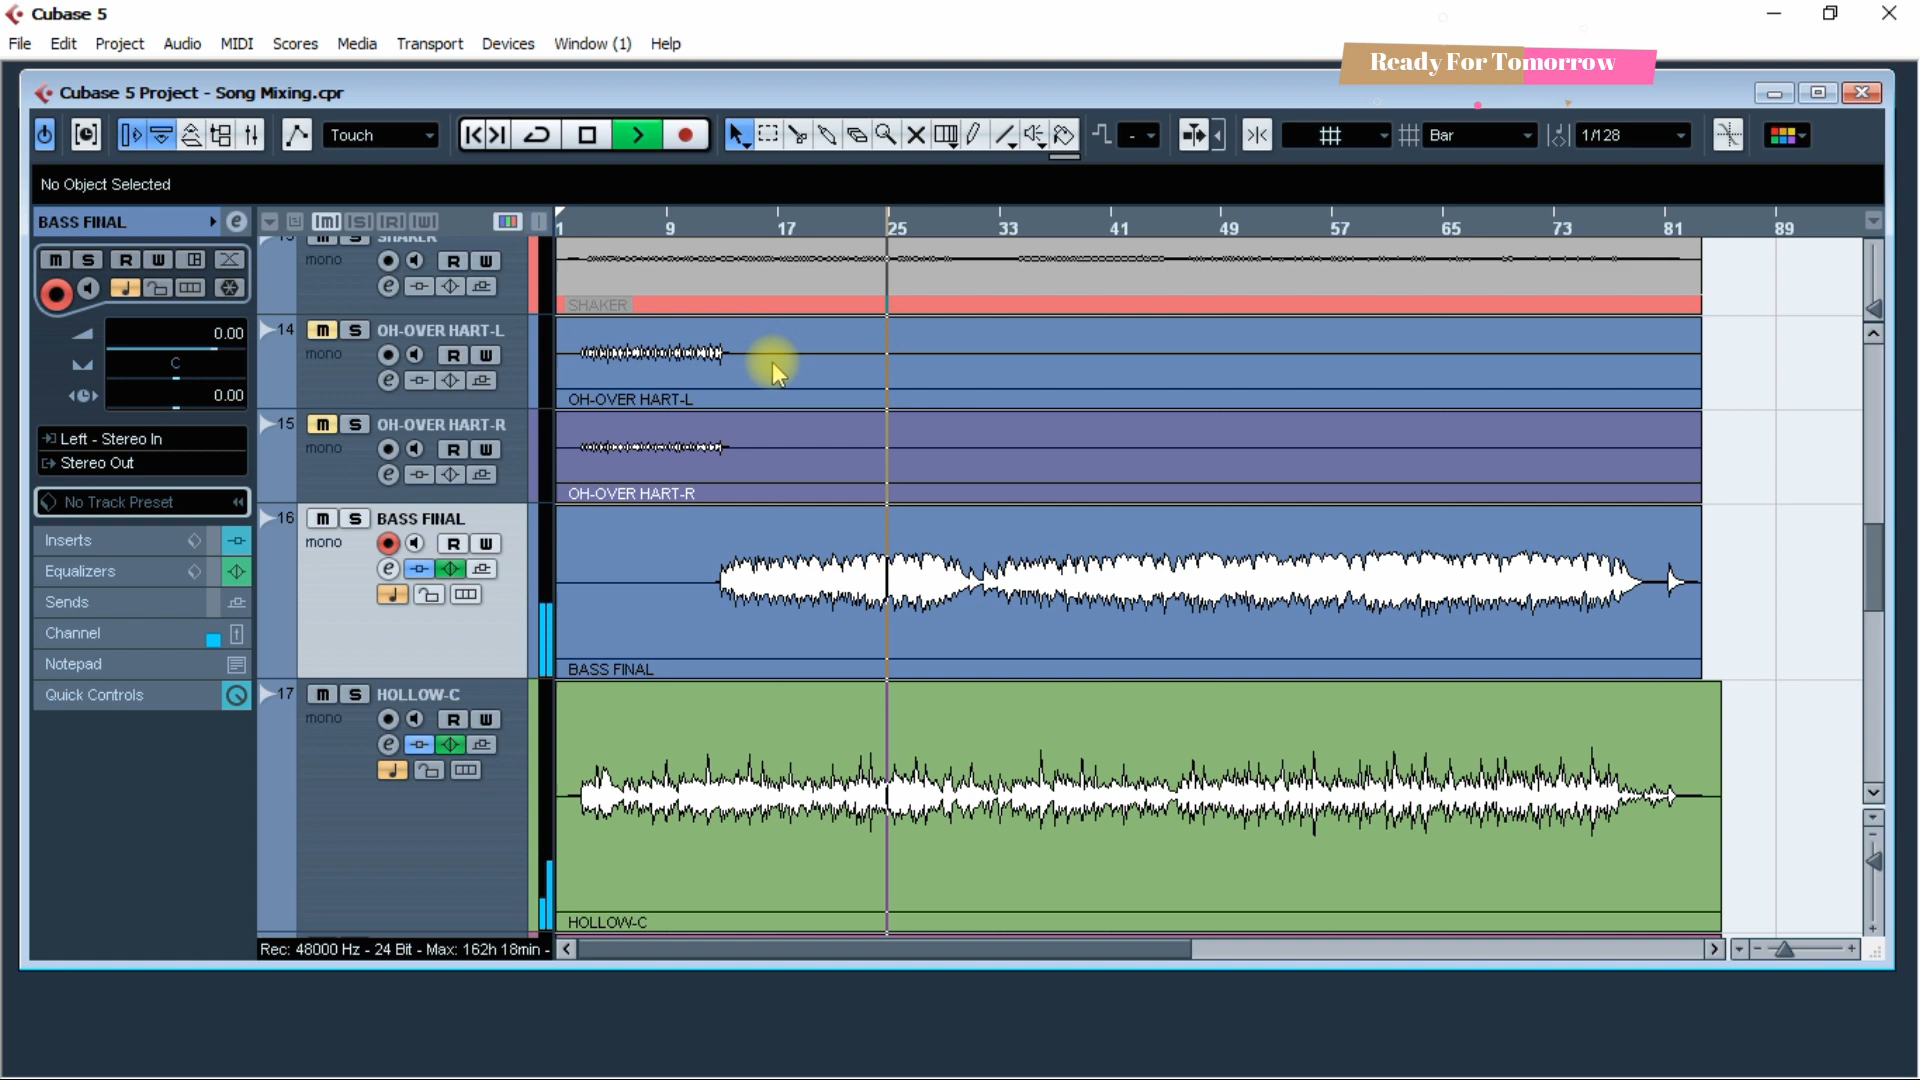 Cubase 5
File Edit Project Audio MIDI Scores Media Transport Devices Window (1) Help
Ready For Tomorrow
Cubase 5 Project - Song Mixing.cpr
Touch - Bar 1/128
No Object Selected
BASS FINAL e m S R W
1 9 17 25 33 41 49 57 65 73 81 89
m S R W
13 m S SHAKER
mono R W
e
SHAKER
0.00
C
0.00
14 m S OH-OVER HART-L
mono R W
e
OH-OVER HART-L
Left - Stereo In
Stereo Out
15 m S OH-OVER HART-R
mono R W
e
OH-OVER HART-R
No Track Preset
Inserts
Equalizers
Sends
Channel
Notepad
Quick Controls
16 m S BASS FINAL
mono R W
e
BASS FINAL
17 m S HOLLOW-C
mono R W
e
HOLLOW-C
Rec: 48000 Hz - 24 Bit - Max: 162h 18min -